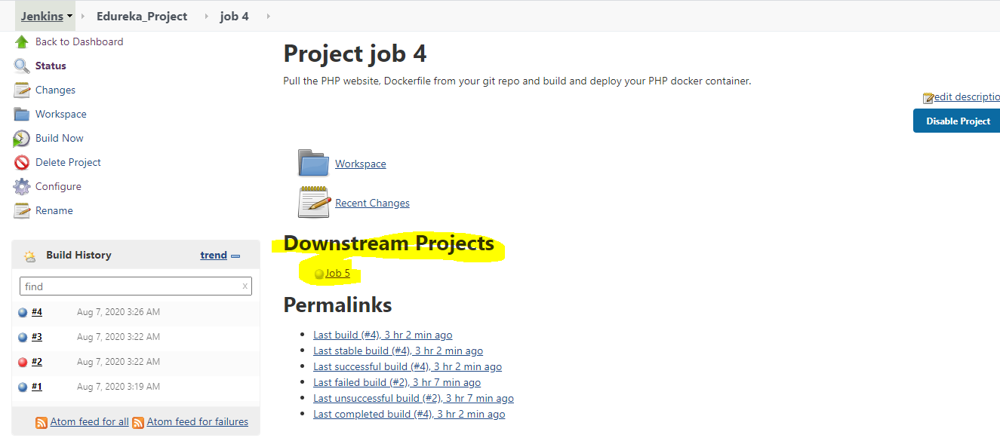 Jenkins Edureka_Project job 4
Back to Dashboard
Status
Changes
Workspace
Build Now
Delete Project
Configure
Rename
Build History trend
find x
#4 Aug 7, 2020 3:26 AM
#3 Aug 7, 2020 3:22 AM
#2 Aug 7, 2020 3:22 AM
#1 Aug 7, 2020 3:19 AM
Atom feed for all Atom feed for failures
Project job 4
Pull the PHP website, Dockerfile from your git repo and build and deploy your PHP docker container.
edit descriptio
Disable Project
Workspace
Recent Changes
Downstream Projects
Job 5
Permalinks
Last build (#4), 3 hr 2 min ago
Last stable build (#4), 3 hr 2 min ago
Last successful build (#4), 3 hr 2 min ago
Last failed build (#2), 3 hr 7 min ago
Last unsuccessful build (#2), 3 hr 7 min ago
Last completed build (#4), 3 hr 2 min ago